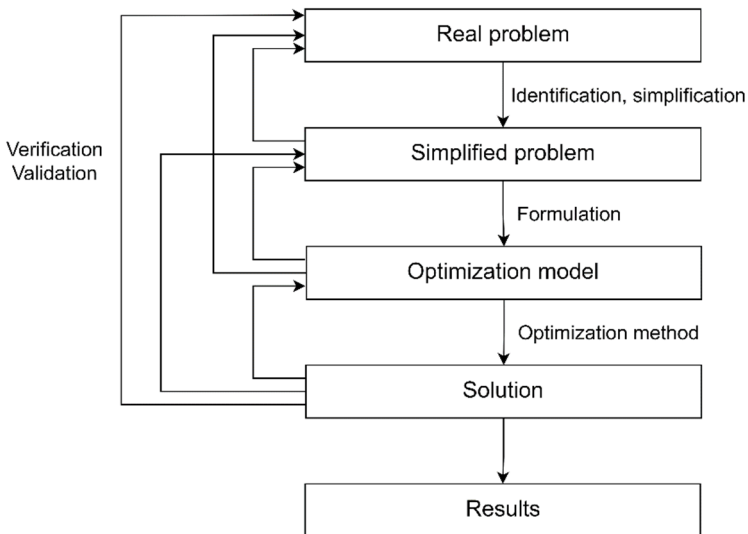 Real problem
Identification, simplification
Verification
Validation
Simplified problem
Formulation
Optimization model
Optimization method
Solution
Results